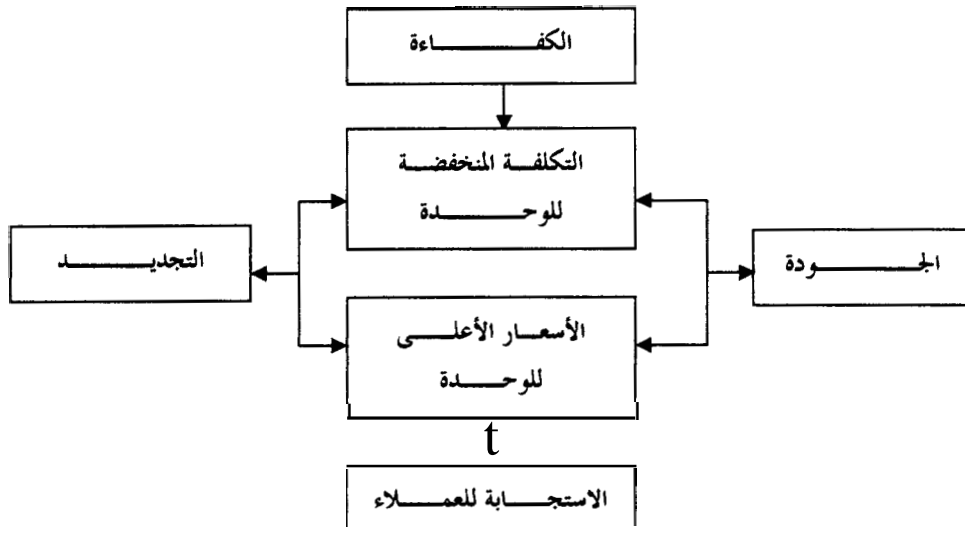 الكفاءة
التكلفة المنخفضة
للوحدة
الجودة
التجديد
الأسعار الأعلى
للوحدة
t
الاستجابة للعملاء